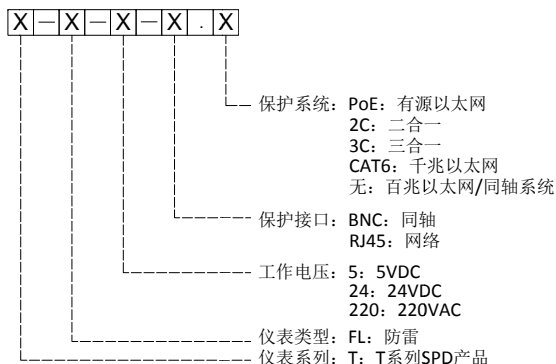 X－X－X－X．X
保护系统：PoE：有源以太网
2C：二合一
3C：三合一
CAT6：千兆以太网
无：百兆以太网/同轴系统
保护接口：BNC：同轴
RJ45：网络
工作电压：5：5VDC
24：24VDC
220：220VAC
仪表类型：FL：防雷
仪表系列：T：T系列SPD产品